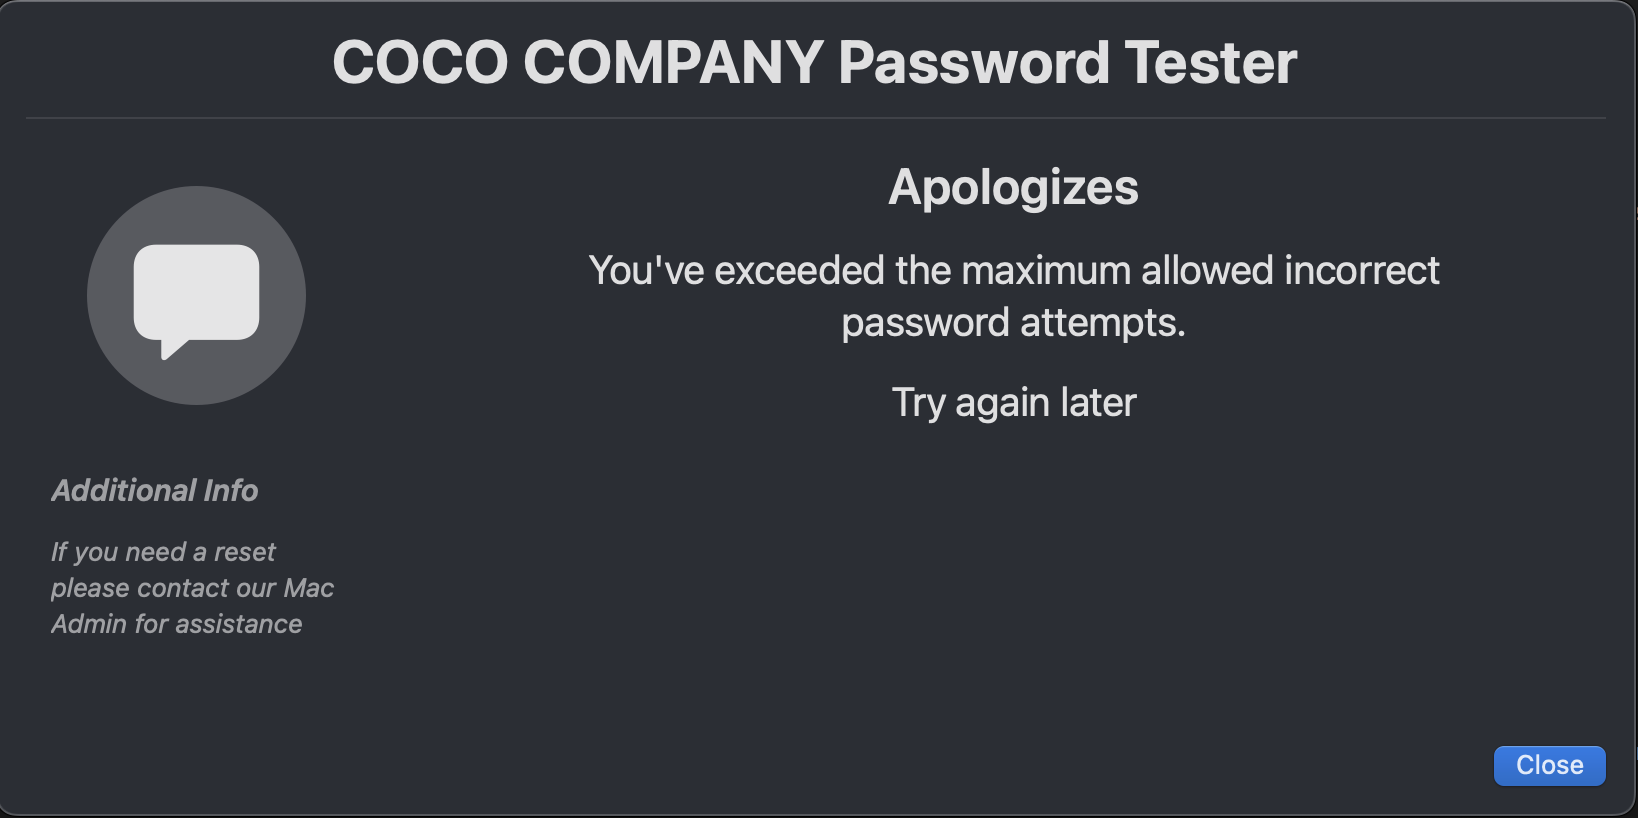 COCO COMPANY Password Tester
Apologizes
You've exceeded the maximum allowed incorrect
password attempts.
Try again later
Additional Info
If you need a reset
please contact our Mac
Admin for assistance
Close